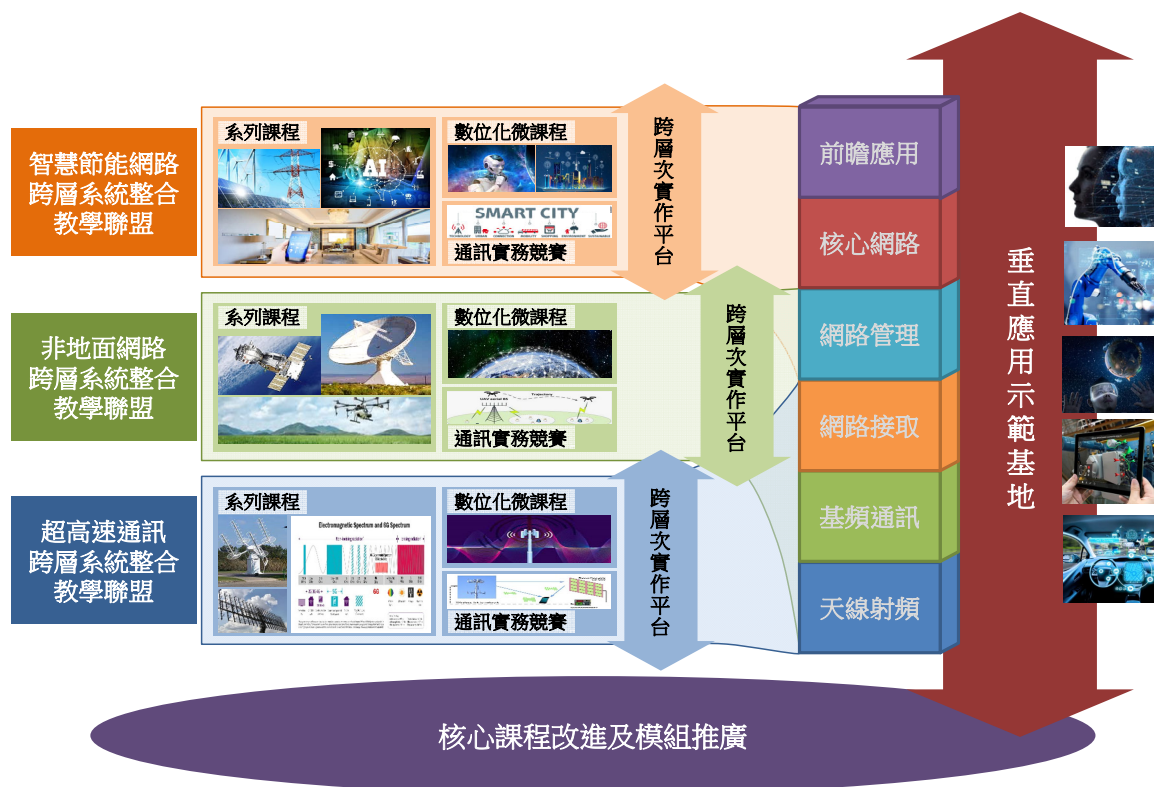 智慧節能網路
跨層系統整合
教學聯盟
系列課程
AI
數位化微課程
SMART CITY
通訊實務競賽
跨層次實作平台
非地面網路
跨層系統整合
教學聯盟
系列課程
數位化微課程
Trajectory
通訊實務競賽
跨層次實作平台
超高速通訊
跨層系統整合
教學聯盟
系列課程
Electromagnetic Spectrum and 6G Spectrum
6G
數位化微課程
通訊實務競賽
跨層次實作平台
前瞻應用
核心網路
網路管理
網路接取
基頻通訊
天線射頻
垂直應用示範基地
核心課程改進及模組推廣